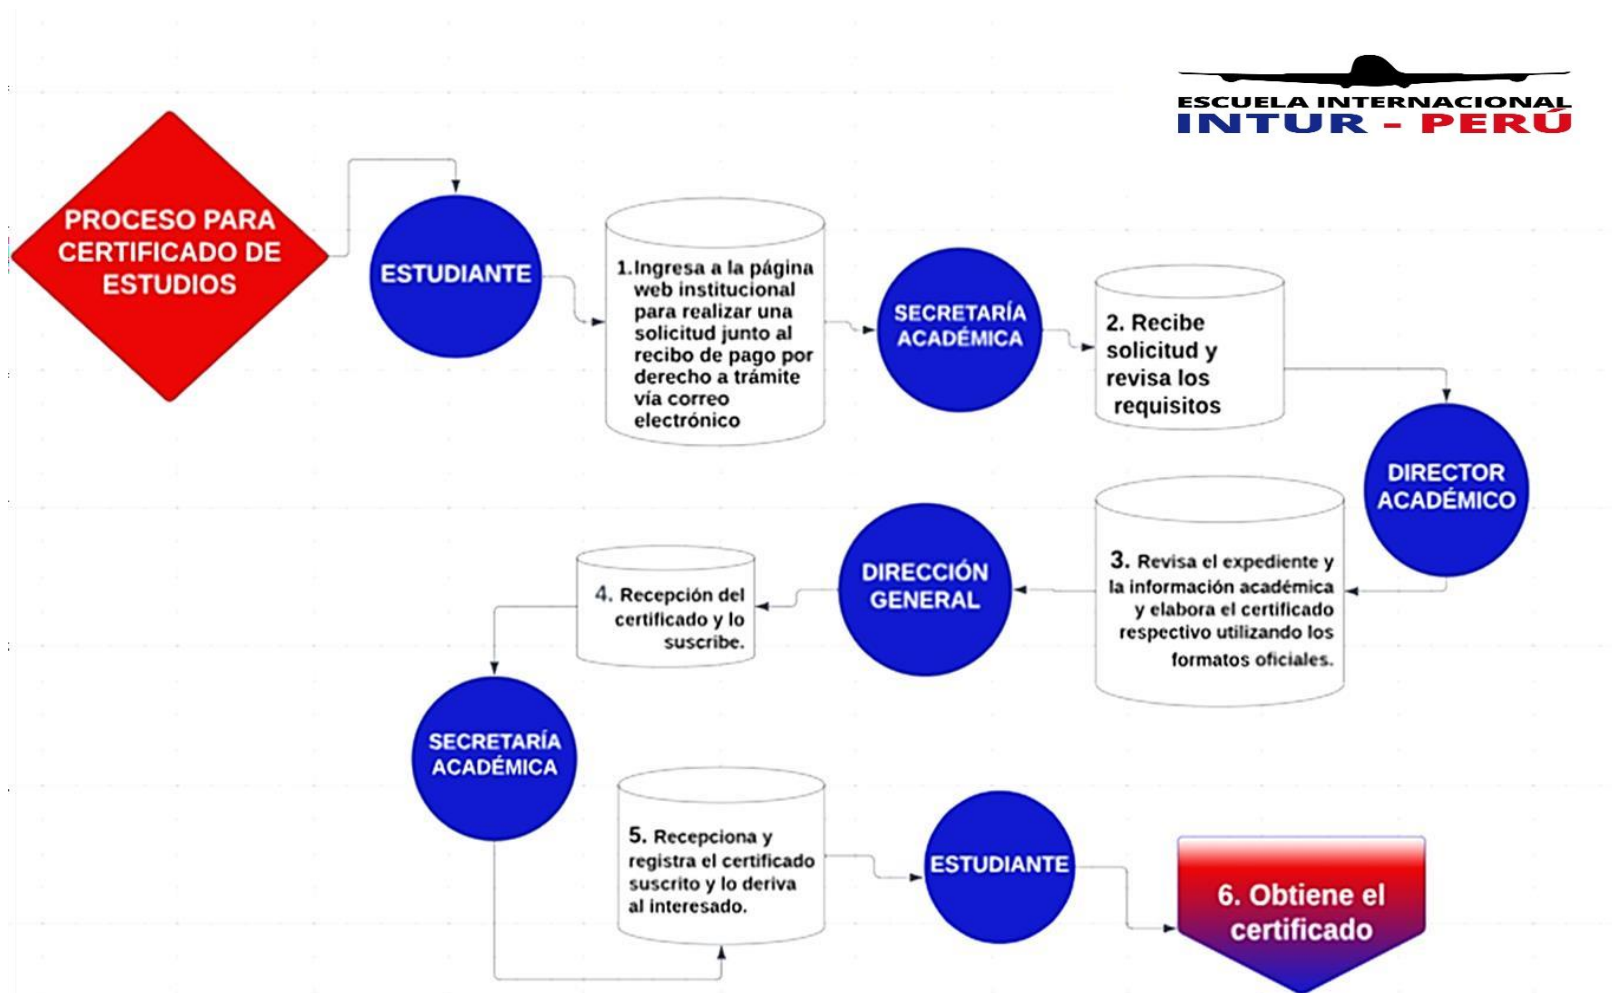 ESCUELA INTERNACIONAL
INTUR - PERÚ
PROCESO PARA
CERTIFICADO DE
ESTUDIOS
ESTUDIANTE
1.Ingresa a la página
web institucional
para realizar una
solicitud junto al
recibo de pago por
derecho a trámite
vía correo
electrónico
SECRETARÍA
ACADÉMICA
2. Recibe
solicitud y
revisa los
requisitos
DIRECTOR
ACADÉMICO
3. Revisa el expediente y
la información académica
y elabora el certificado
respectivo utilizando los
formatos oficiales.
DIRECCIÓN
GENERAL
4. Recepción del
certificado y lo
suscribe.
SECRETARÍA
ACADÉMICA
5. Recepciona y
registra el certificado
suscrito y lo deriva
al interesado.
ESTUDIANTE
6. Obtiene el
certificado